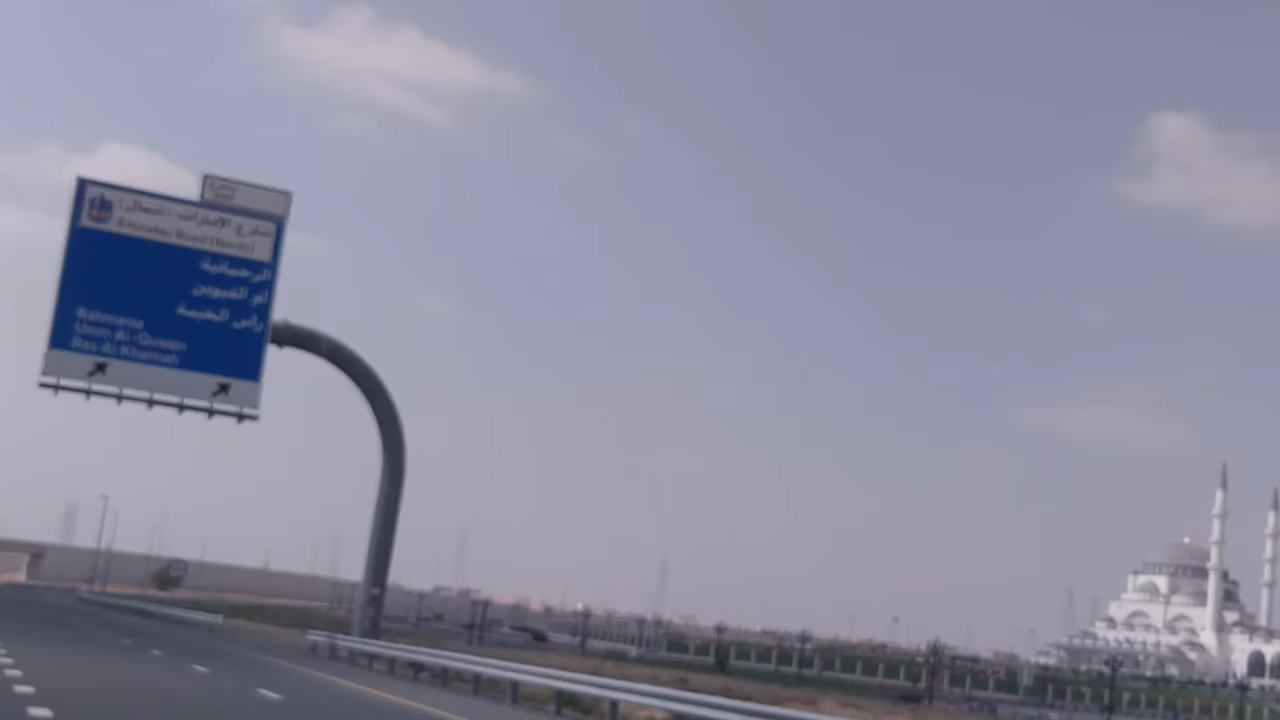 شارع الإمارات (شمال)
Emirates Road (North)
الرحمانية
أم القيوين
رأس الخيمة
Rahmania
Umm Al-Quwain
Ras Al Khaimah